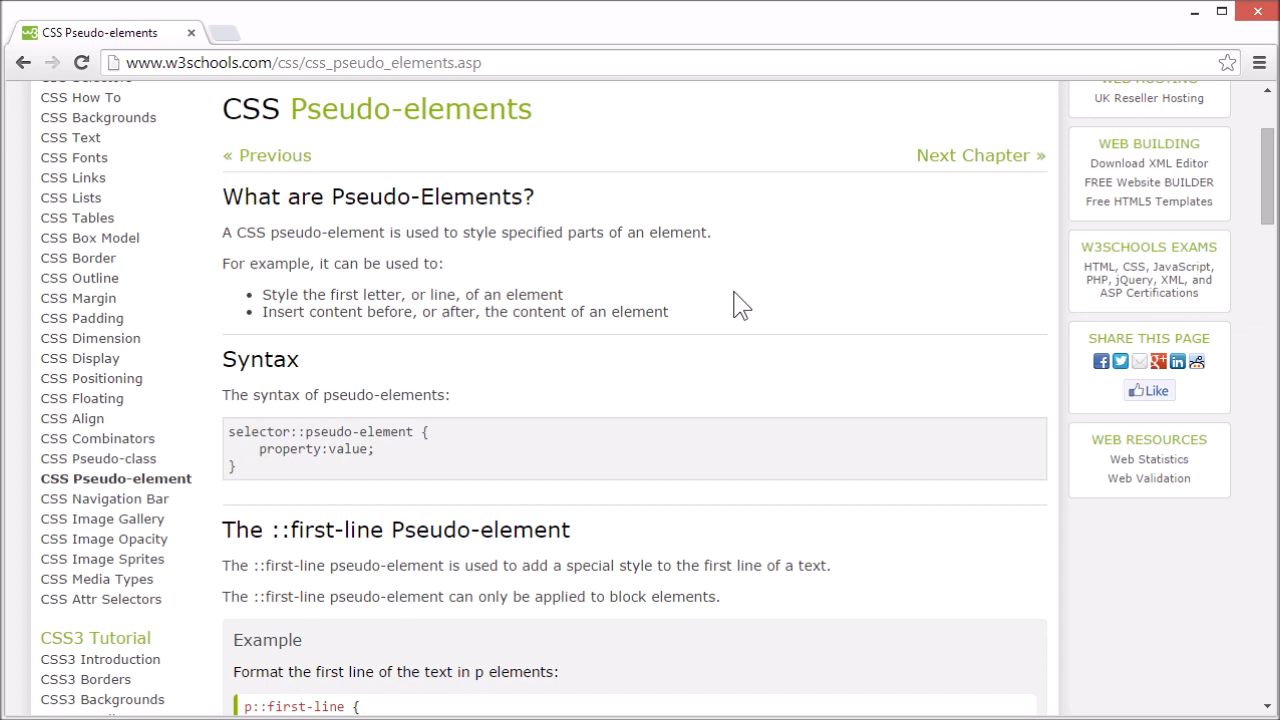 CSS Pseudo-elements
www.w3schools.com/css/css_pseudo_elements.asp
CSS How To
CSS Backgrounds
CSS Text
CSS Fonts
CSS Links
CSS Lists
CSS Tables
CSS Box Model
CSS Border
CSS Outline
CSS Margin
CSS Padding
CSS Dimension
CSS Display
CSS Positioning
CSS Floating
CSS Align
CSS Combinators
CSS Pseudo-class
CSS Pseudo-element
CSS Navigation Bar
CSS Image Gallery
CSS Image Opacity
CSS Image Sprites
CSS Media Types
CSS Attr Selectors
CSS3 Tutorial
CSS3 Introduction
CSS3 Borders
CSS3 Backgrounds
CSS Pseudo-elements
« Previous
Next Chapter »
What are Pseudo-Elements?
A CSS pseudo-element is used to style specified parts of an element.
For example, it can be used to:
• Style the first letter, or line, of an element
• Insert content before, or after, the content of an element
Syntax
The syntax of pseudo-elements:
selector::pseudo-element {
property:value;
}
The ::first-line Pseudo-element
The ::first-line pseudo-element is used to add a special style to the first line of a text.
The ::first-line pseudo-element can only be applied to block elements.
Example
Format the first line of the text in p elements:
p::first-line {
WEB HOSTING
UK Reseller Hosting
WEB BUILDING
Download XML Editor
FREE Website BUILDER
Free HTML5 Templates
W3SCHOOLS EXAMS
HTML, CSS, JavaScript,
PHP, jQuery, XML, and
ASP Certifications
SHARE THIS PAGE
Like
WEB RESOURCES
Web Statistics
Web Validation